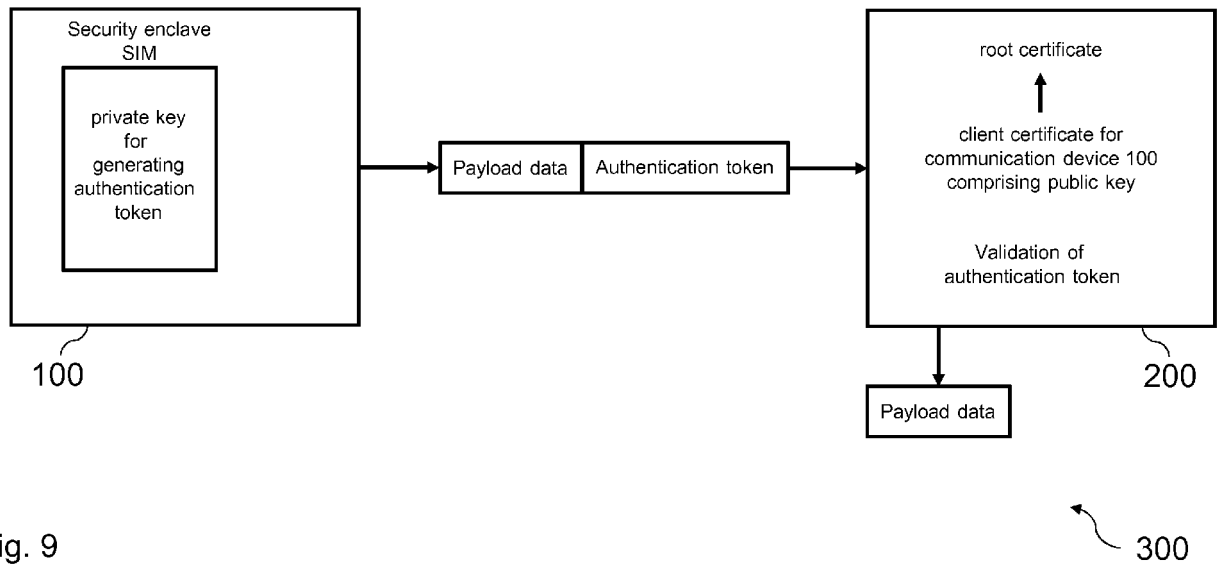 Security enclave
SIM
private key
for
generating
authentication
token
100
Payload data
Authentication token
root certificate
client certificate for
communication device 100
comprising public key
Validation of
authentication token
200
Payload data
300
ig. 9